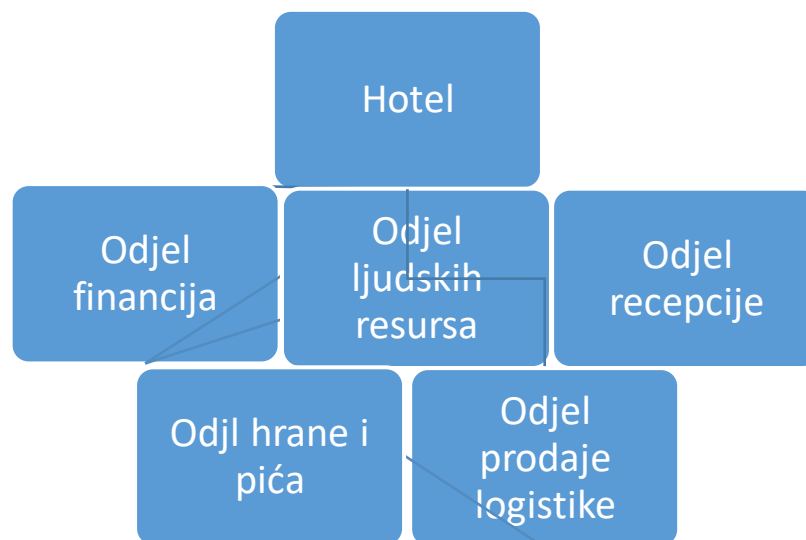 Hotel
Odjel
financija
Odjel
ljudskih
resursa
Odjel
recepcije
Odjl hrane i
pića
Odjel
prodaje
logistike